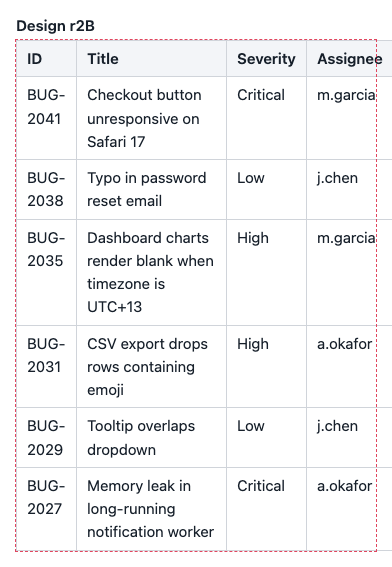 Design r2B
ID Title Severity Assignee
BUG- Checkout button Critical m.garcia
2041 unresponsive on
Safari 17
BUG- Typo in password Low j.chen
2038 reset email
BUG- Dashboard charts High m.garcia
2035 render blank when
timezone is
UTC+13
BUG- CSV export drops High a.okafor
2031 rows containing
emoji
BUG- Tooltip overlaps Low j.chen
2029 dropdown
BUG- Memory leak in Critical a.okafor
2027 long-running
notification worker